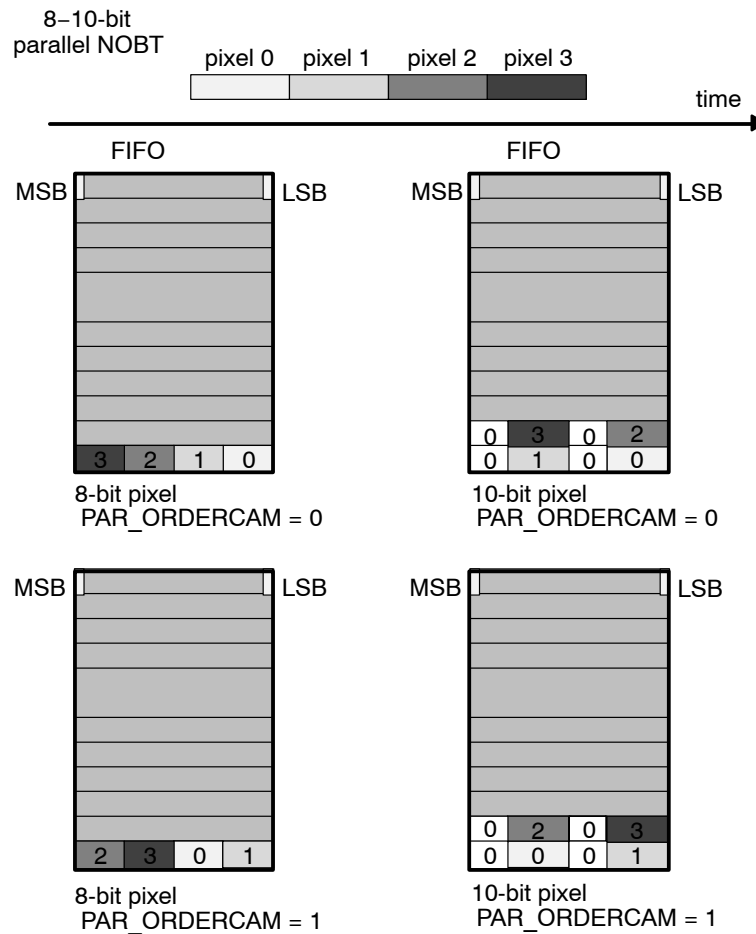 8–10-bit
parallel NOBT
pixel 0 pixel 1 pixel 2 pixel 3
time
FIFO FIFO
MSB LSB MSB LSB
0 3 0 2
3 2 1 0 0 1 0 0
8-bit pixel 10-bit pixel
PAR_ORDERCAM = 0 PAR_ORDERCAM = 0
MSB LSB MSB LSB
0 2 0 3
2 3 0 1 0 0 0 1
8-bit pixel 10-bit pixel
PAR_ORDERCAM = 1 PAR_ORDERCAM = 1